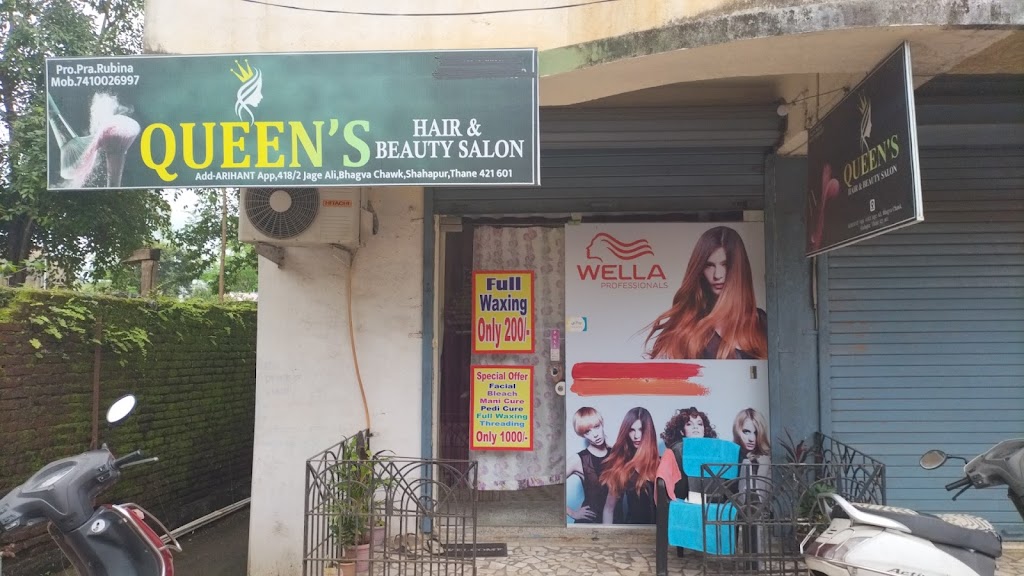 Pro.Pra.Rubina
Mob.7410026997
QUEEN'S
HAIR &
BEAUTY SALON
Add-ARIHANT App,418/2 Jage Ali,Bhagva Chawk,Shahapur,Thane 421 601
HITACHI
QUEEN'S
HAIR & BEAUTY SALON
WELLA
PROFESSIONALS
Full
Waxing
Only 200/-
Special Offer
Facial
Bleach
Mani Cure
Pedi Cure
Full Waxing
Threading
Only 1000/-